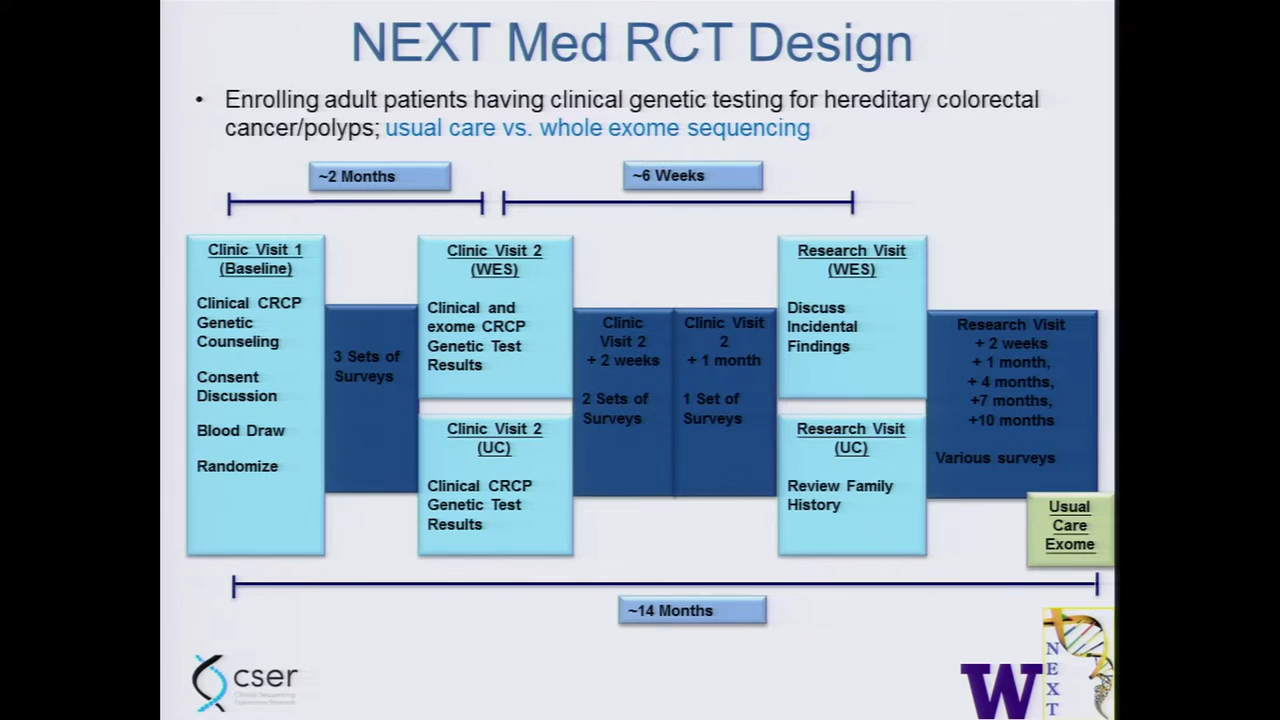 NEXT Med RCT Design
• Enrolling adult patients having clinical genetic testing for hereditary colorectal
cancer/polyps; usual care vs. whole exome sequencing
~2 Months
~6 Weeks
Clinic Visit 1
(Baseline)
Clinical CRCP
Genetic
Counseling
Consent
Discussion
Blood Draw
Randomize
3 Sets of
Surveys
Clinic Visit 2
(WES)
Clinical and
exome CRCP
Genetic Test
Results
Clinic Visit 2
(UC)
Clinical CRCP
Genetic Test
Results
Clinic
Visit 2
+ 2 weeks
2 Sets of
Surveys
Clinic Visit
2
+ 1 month
1 Set of
Surveys
Research Visit
(WES)
Discuss
Incidental
Findings
Research Visit
(UC)
Review Family
History
Research Visit
+ 2 weeks
+ 1 month,
+ 4 months,
+7 months,
+10 months
Various surveys
Usual
Care
Exome
~14 Months
cser
Clinical Sequencing
Exploratory Research
W
NEXT